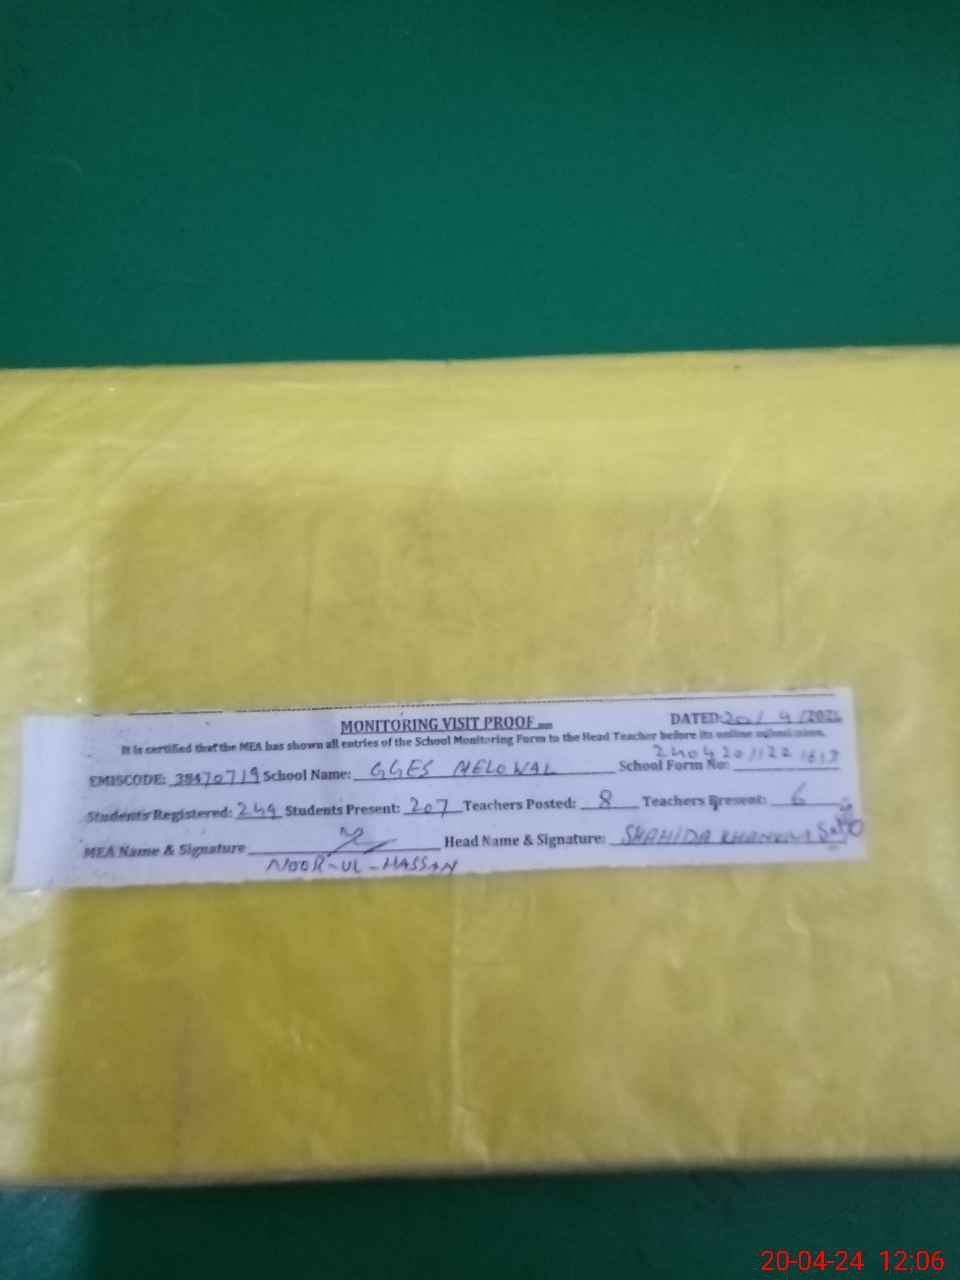 MONITORING VISIT PROOF
DATED: 20/4/2024
It is certified that the MEA has shown all entries of the School Monitoring Form to the Head Teacher before its online submission.
EMISCODE: 38470719 School Name: GGES MELOWAL School Form No: 2404201122
Students Registered: 249 Students Present: 207 Teachers Posted: 8 Teachers Present: 6
MEA Name & Signature NOOR-UL-HASSAN Head Name & Signature: SHAHIDA KHANUM
20-04-24 12:06